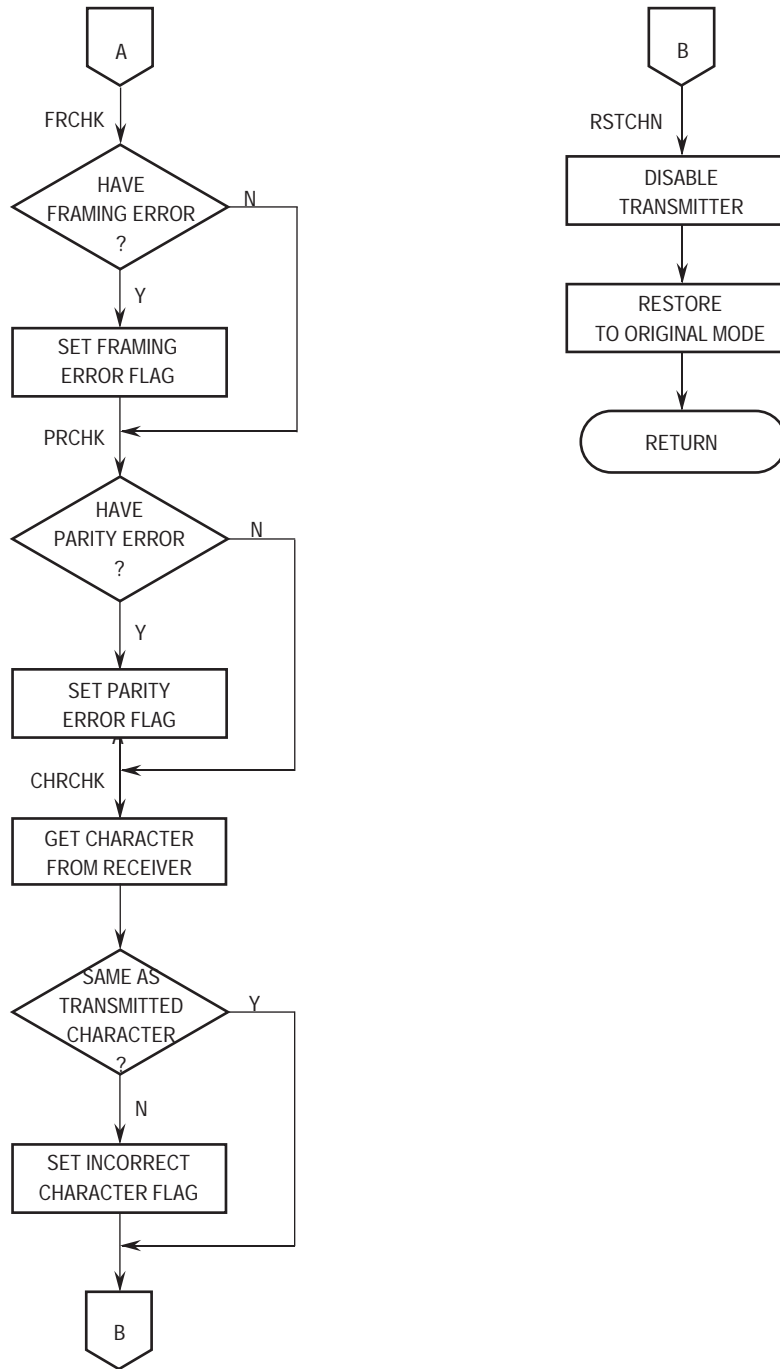 A
FRCHK
HAVE
FRAMING ERROR
?
N
Y
SET FRAMING
ERROR FLAG
PRCHK
HAVE
PARITY ERROR
?
N
Y
SET PARITY
ERROR FLAG
CHRCHK
GET CHARACTER
FROM RECEIVER
SAME AS
TRANSMITTED
CHARACTER
?
Y
N
SET INCORRECT
CHARACTER FLAG
B
B
RSTCHN
DISABLE
TRANSMITTER
RESTORE
TO ORIGINAL MODE
RETURN